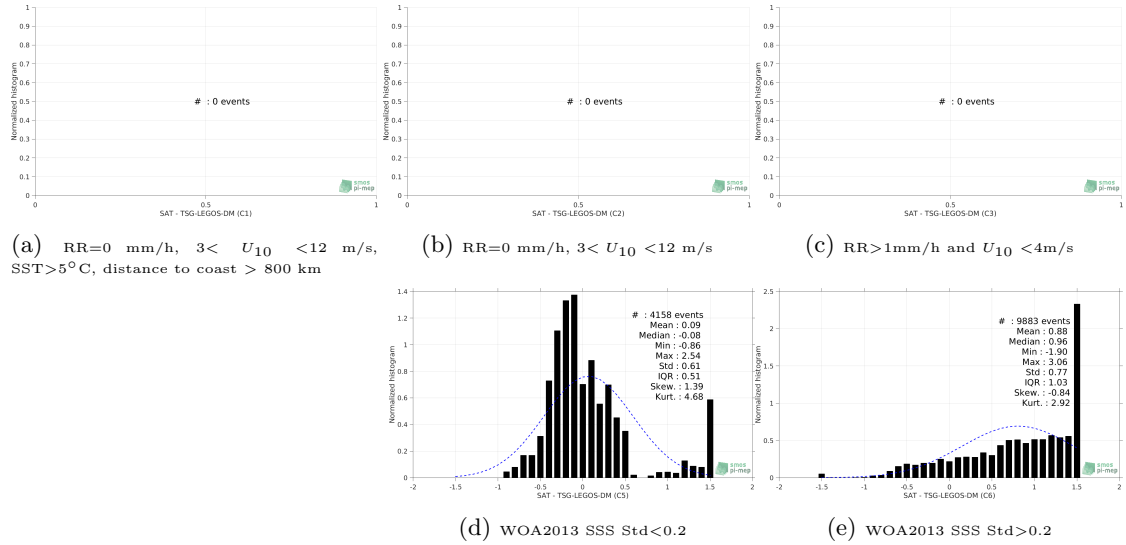 1
0.9
0.8
0.7
0.6
0.5
0.4
0.3
0.2
0.1
0
Normalized histogram
# : 0 events
0 0.5 1
SAT - TSG-LEGOS-DM (C1)
smos
pi-mep
1
0.9
0.8
0.7
0.6
0.5
0.4
0.3
0.2
0.1
0
Normalized histogram
# : 0 events
0 0.5 1
SAT - TSG-LEGOS-DM (C2)
smos
pi-mep
1
0.9
0.8
0.7
0.6
0.5
0.4
0.3
0.2
0.1
0
Normalized histogram
# : 0 events
0 0.5 1
SAT - TSG-LEGOS-DM (C3)
smos
pi-mep
(a) RR=0 mm/h, 3< U10 <12 m/s,
SST>5°C, distance to coast > 800 km
(b) RR=0 mm/h, 3< U10 <12 m/s
(c) RR>1mm/h and U10 <4m/s
1.4
1.2
1
0.8
0.6
0.4
0.2
0
Normalized histogram
# : 4158 events
Mean : 0.09
Median : -0.08
Min : -0.86
Max : 2.54
Std : 0.61
IQR : 0.51
Skew. : 1.39
Kurt. : 4.68
smos
pi-mep
-2 -1.5 -1 -0.5 0 0.5 1 1.5 2
SAT - TSG-LEGOS-DM (C5)
2.5
2
1.5
1
0.5
0
Normalized histogram
# : 9883 events
Mean : 0.88
Median : 0.96
Min : -1.90
Max : 3.06
Std : 0.77
IQR : 1.03
Skew. : -0.84
Kurt. : 2.92
smos
pi-mep
-2 -1.5 -1 -0.5 0 0.5 1 1.5 2
SAT - TSG-LEGOS-DM (C6)
(d) WOA2013 SSS Std<0.2
(e) WOA2013 SSS Std>0.2